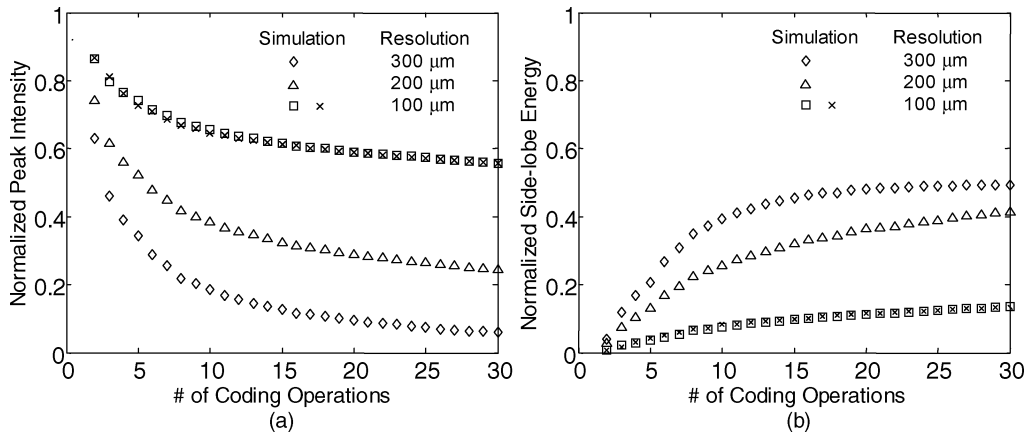 1
0.8
0.6
0.4
0.2
0
Normalized Peak Intensity
Simulation Resolution
300 μm
200 μm
100 μm
0 5 10 15 20 25 30
# of Coding Operations
(a)
1
0.8
0.6
0.4
0.2
0
Normalized Side-lobe Energy
Simulation Resolution
300 μm
200 μm
100 μm
0 5 10 15 20 25 30
# of Coding Operations
(b)